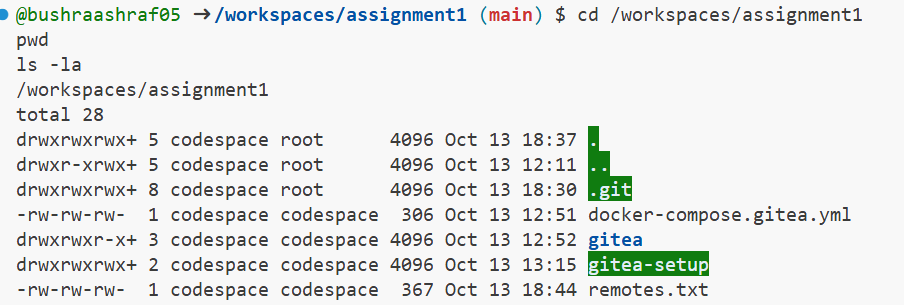 @bushraashraf05 ➜/workspaces/assignment1 (main) $ cd /workspaces/assignment1
pwd
ls -la
/workspaces/assignment1
total 28
drwxrwxrwx+ 5 codespace root      4096 Oct 13 18:37 .
drwxr-xrwx+ 5 codespace root      4096 Oct 13 12:11 ..
drwxrwxrwx+ 8 codespace root      4096 Oct 13 18:30 .git
-rw-rw-rw-  1 codespace codespace  306 Oct 13 12:51 docker-compose.gitea.yml
drwxrwxr-x+ 3 codespace codespace 4096 Oct 13 12:52 gitea
drwxrwxrwx+ 2 codespace codespace 4096 Oct 13 13:15 gitea-setup
-rw-rw-rw-  1 codespace codespace  367 Oct 13 18:44 remotes.txt